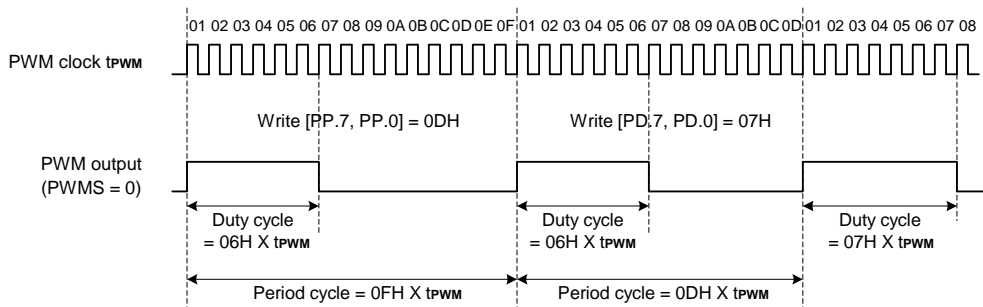 01 02 03 04 05 06 07 08 09 0A 0B 0C 0D 0E 0F 01 02 03 04 05 06 07 08 09 0A 0B 0C 0D 01 02 03 04 05 06 07 08
PWM clock tPWM
Write [PP.7, PP.0] = 0DH
Write [PD.7, PD.0] = 07H
PWM output
(PWMS = 0)
Duty cycle
= 06H X tPWM
Duty cycle
= 06H X tPWM
Duty cycle
= 07H X tPWM
Period cycle = 0FH X tPWM
Period cycle = 0DH X tPWM